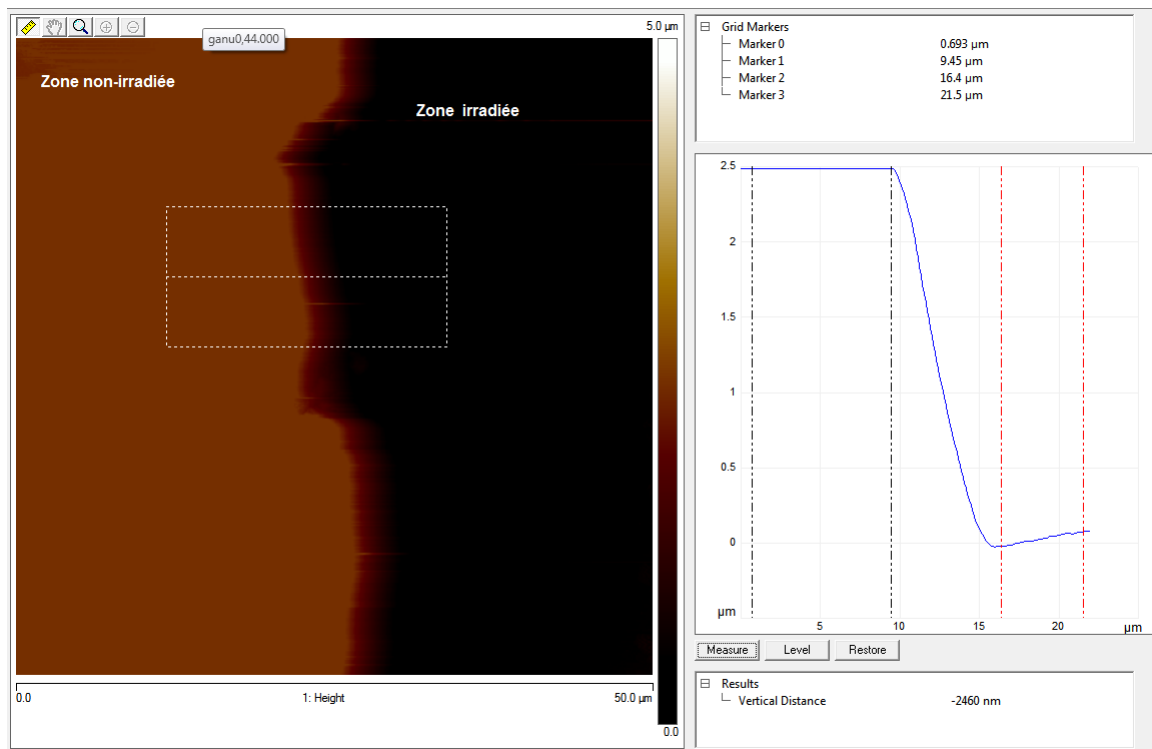 ganu0,44.000
5.0 µm
Zone non-irradiée
Zone irradiée
0.0
1: Height
50.0 µm
0.0
Grid Markers
Marker 0 0.693 µm
Marker 1 9.45 µm
Marker 2 16.4 µm
Marker 3 21.5 µm
2.5
2
1.5
1
0.5
0
µm
5 10 15 20 µm
Measure Level Restore
Results
Vertical Distance -2460 nm